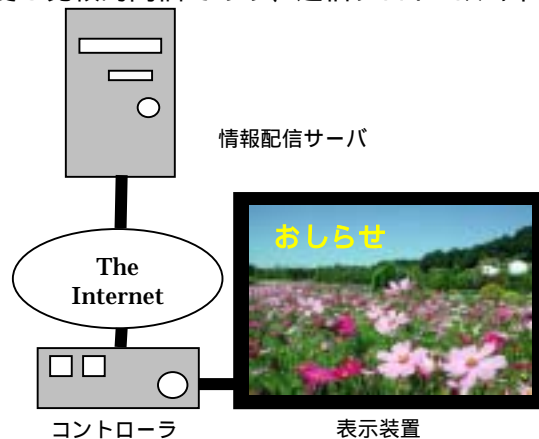 情報配信サーバ
おしらせ
The
Internet
コントローラ
表示装置